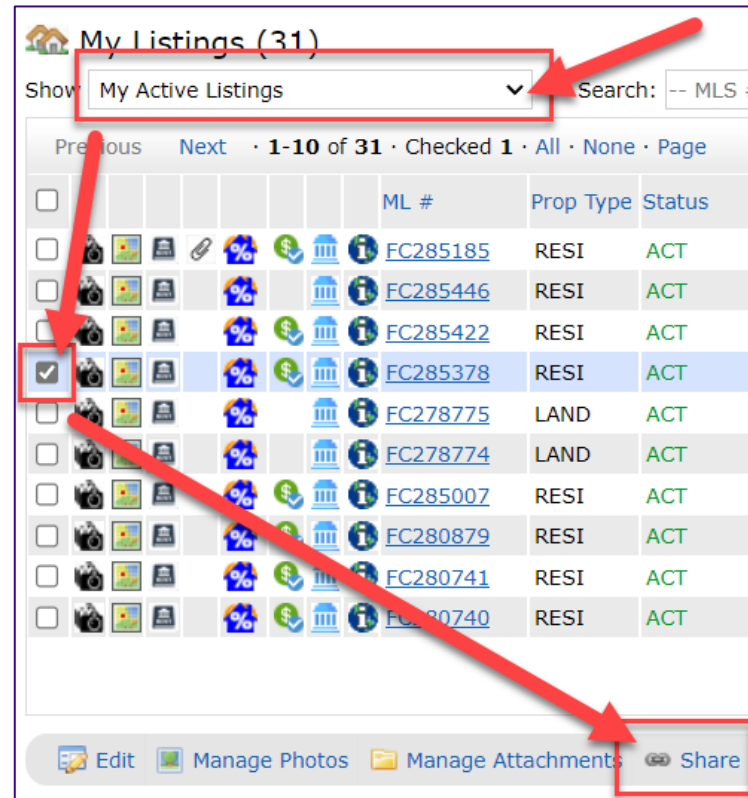 My Listings (31)
Show My Active Listings Search: -- MLS #
Previous Next · 1-10 of 31 · Checked 1 · All · None · Page
ML # Prop Type Status
FC285185 RESI ACT
FC285446 RESI ACT
FC285422 RESI ACT
FC285378 RESI ACT
FC278775 LAND ACT
FC278774 LAND ACT
FC285007 RESI ACT
FC280879 RESI ACT
FC280741 RESI ACT
FC280740 RESI ACT
Edit Manage Photos Manage Attachments Share